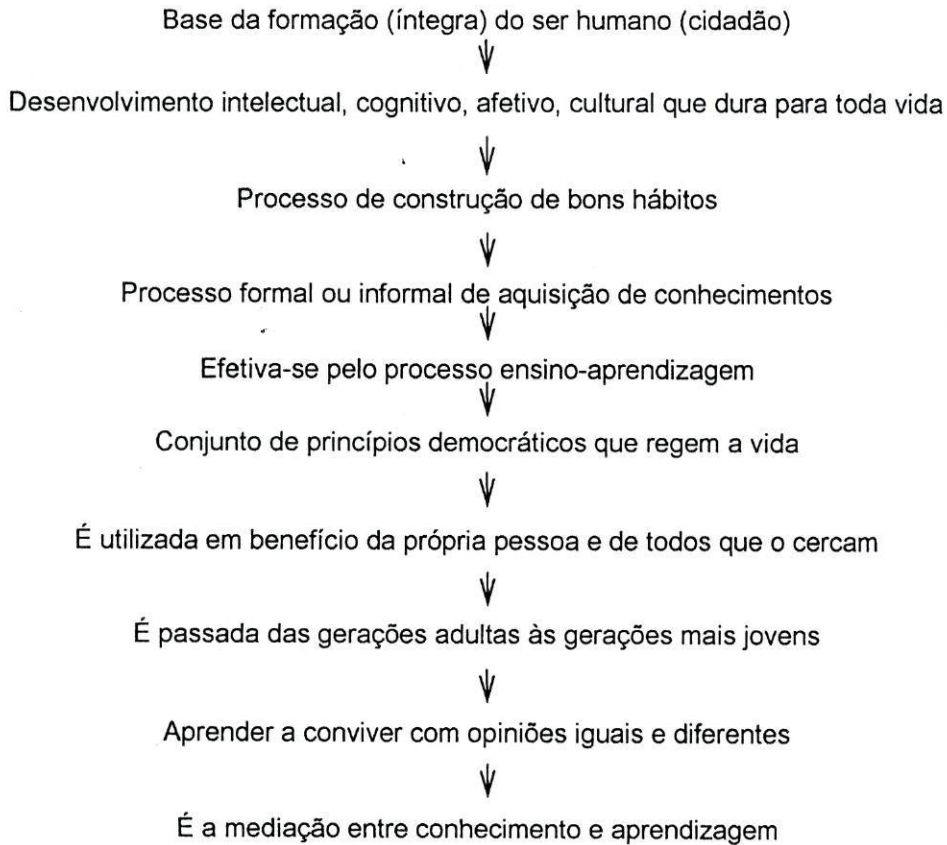 Base da formação (íntegra) do ser humano (cidadão)
Desenvolvimento intelectual, cognitivo, afetivo, cultural que dura para toda vida
Processo de construção de bons hábitos
Processo formal ou informal de aquisição de conhecimentos
Efetiva-se pelo processo ensino-aprendizagem
Conjunto de princípios democráticos que regem a vida
É utilizada em benefício da própria pessoa e de todos que o cercam
É passada das gerações adultas às gerações mais jovens
Aprender a conviver com opiniões iguais e diferentes
É a mediação entre conhecimento e aprendizagem